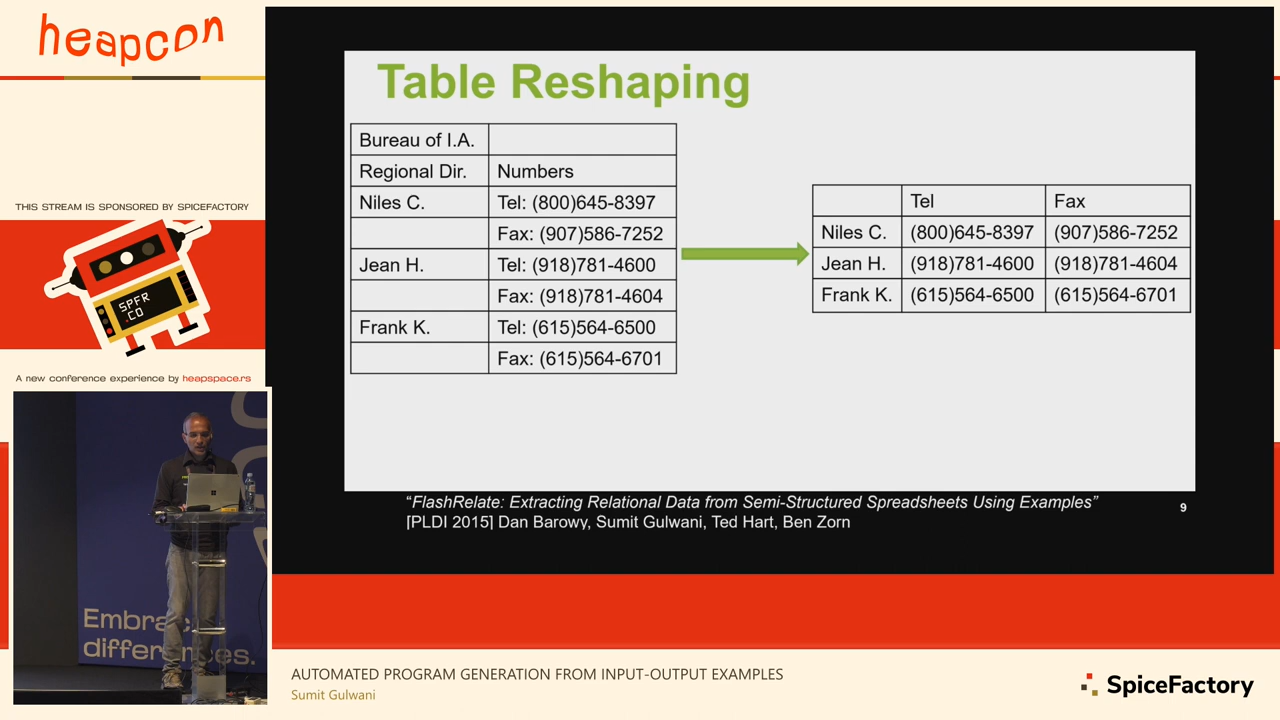 heapcon
THIS STREAM IS SPONSORED BY SPICEFACTORY
SPFR
.CO
A new conference experience by heapspace.rs
Table Reshaping
Bureau of I.A.
Regional Dir. Numbers
Niles C. Tel: (800)645-8397
Fax: (907)586-7252
Jean H. Tel: (918)781-4600
Fax: (918)781-4604
Frank K. Tel: (615)564-6500
Fax: (615)564-6701
Tel Fax
Niles C. (800)645-8397 (907)586-7252
Jean H. (918)781-4600 (918)781-4604
Frank K. (615)564-6500 (615)564-6701
“FlashRelate: Extracting Relational Data from Semi-Structured Spreadsheets Using Examples”
[PLDI 2015] Dan Barowy, Sumit Gulwani, Ted Hart, Ben Zorn
9
Embrace
differences.
AUTOMATED PROGRAM GENERATION FROM INPUT-OUTPUT EXAMPLES
Sumit Gulwani
SpiceFactory